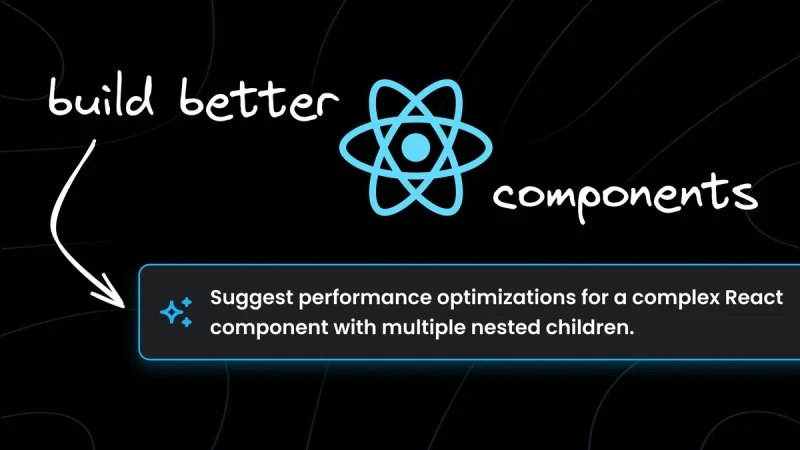 build better
components
Suggest performance optimizations for a complex React
component with multiple nested children.